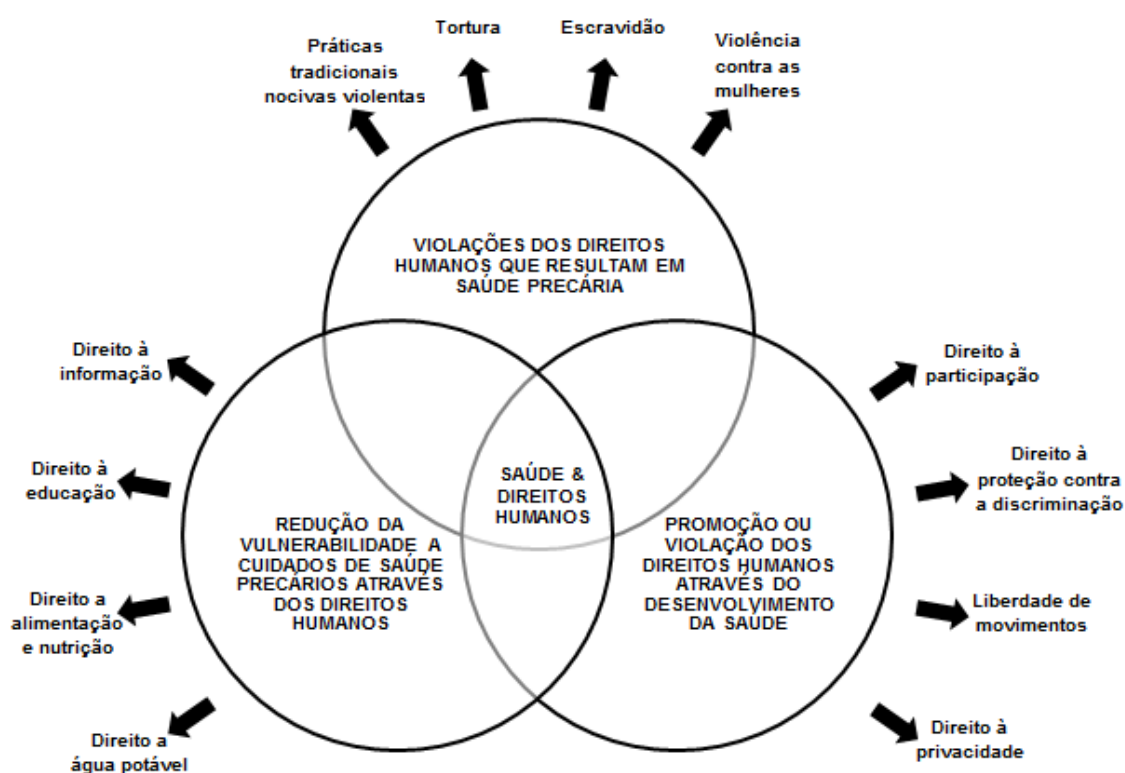 Práticas
tradicionais
nocivas violentas
Tortura
Escravidão
Violência
contra as
mulheres
VIOLAÇÕES DOS DIREITOS
HUMANOS QUE RESULTAM EM
SAÚDE PRECÁRIA
Direito à
informação
Direito à
educação
Direito a
alimentação
e nutrição
Direito a
água potável
REDUÇÃO DA
VULNERABILIDADE A
CUIDADOS DE SAÚDE
PRECÁRIOS ATRAVÉS
DOS DIREITOS
HUMANOS
SAÚDE &
DIREITOS
HUMANOS
PROMOÇÃO OU
VIOLAÇÃO DOS
DIREITOS HUMANOS
ATRAVÉS DO
DESENVOLVIMENTO
DA SAÚDE
Direito à
participação
Direito à
proteção contra
a discriminação
Liberdade de
movimentos
Direito à
privacidade